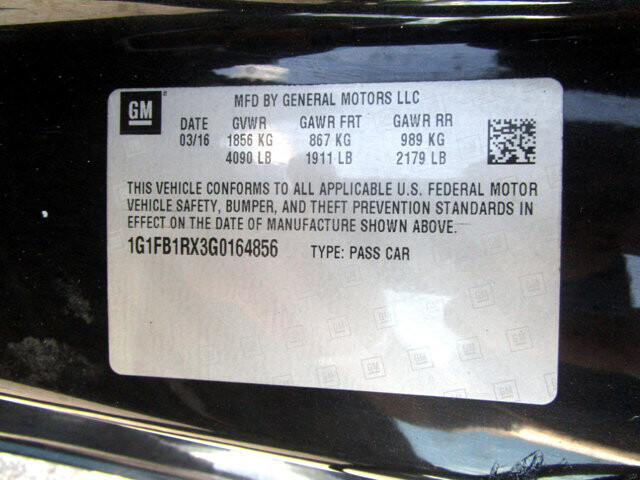 GM
MFD BY GENERAL MOTORS LLC
DATE GVWR GAWR FRT GAWR RR
03/16 1856 KG 867 KG 989 KG
4090 LB 1911 LB 2179 LB
THIS VEHICLE CONFORMS TO ALL APPLICABLE U.S. FEDERAL MOTOR
VEHICLE SAFETY, BUMPER, AND THEFT PREVENTION STANDARDS IN
EFFECT ON THE DATE OF MANUFACTURE SHOWN ABOVE.
1G1FB1RX3G0164856 TYPE: PASS CAR